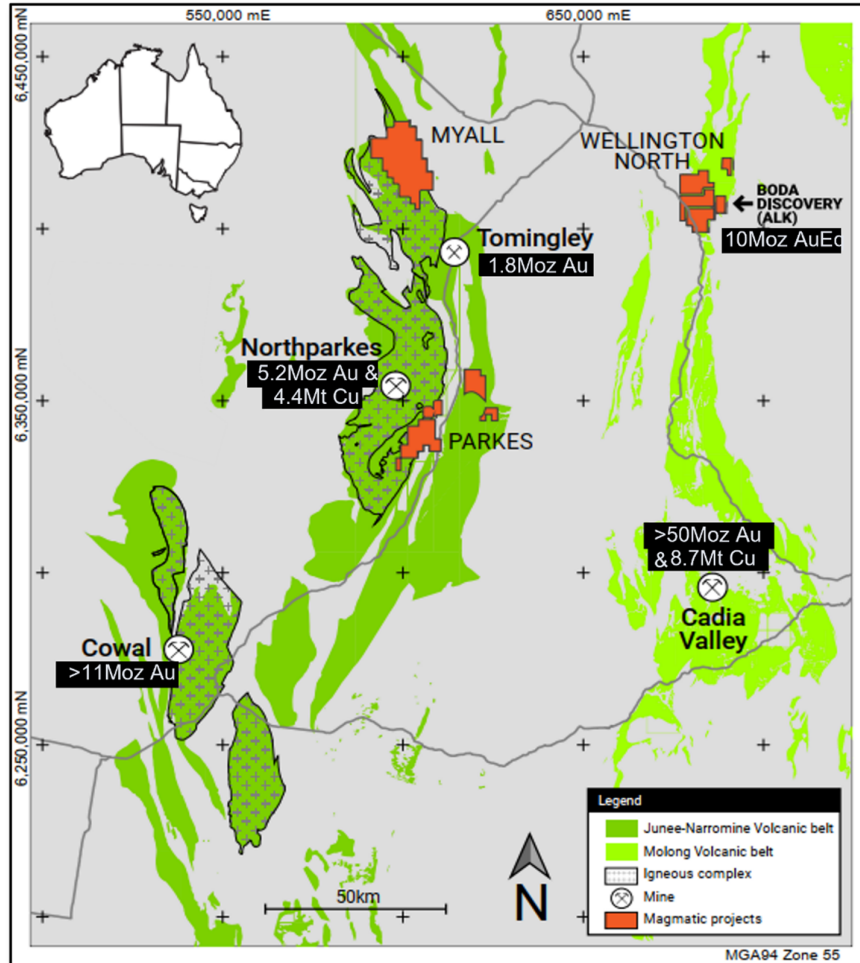 550,000 mE
650,000 mE
6,450,000 mN
6,350,000 mN
6,250,000 mN
MYALL
WELLINGTON
NORTH
BODA
DISCOVERY
(ALK)
10Moz AuEq
Tomingley
1.8Moz Au
Northparkes
5.2Moz Au &
4.4Mt Cu
PARKES
>50Moz Au
&8.7Mt Cu
Cadia
Valley
Cowal
>11Moz Au
50km
N
Legend
Junee-Narromine Volcanic belt
Molong Volcanic belt
Igneous complex
Mine
Magmatic projects
MGA94 Zone 55